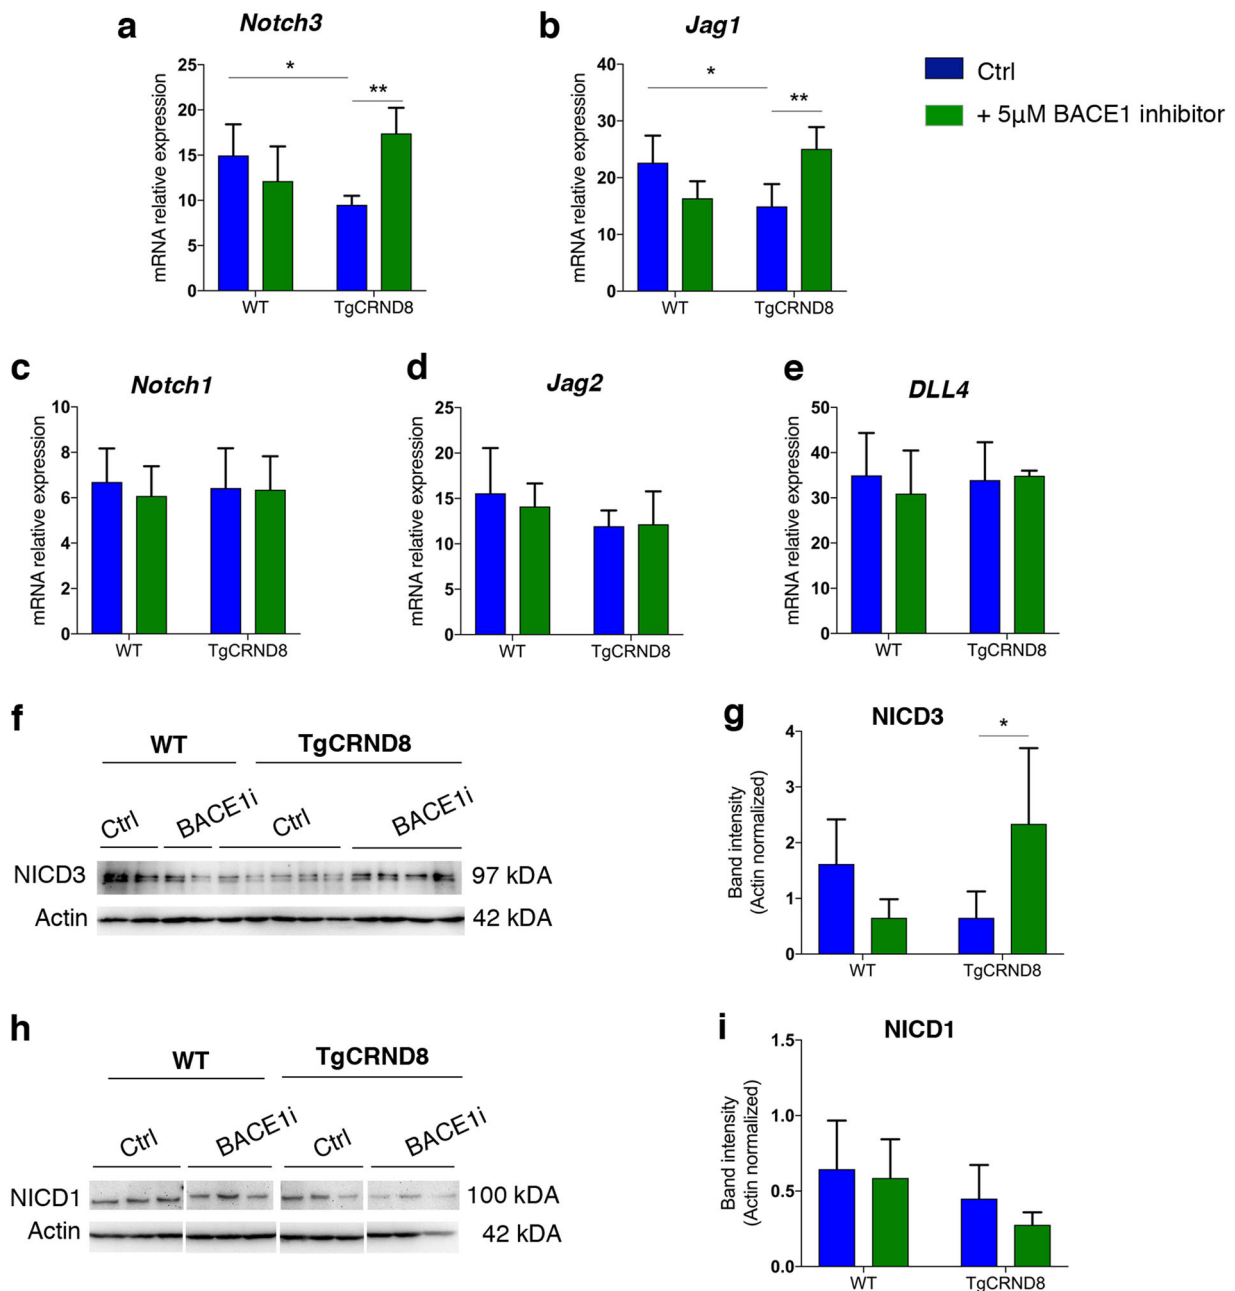 a
Notch3
mRNA relative expression
25
20
15
10
5
0
*
**
WT
TgCRND8
b
Jag1
mRNA relative expression
40
30
20
10
0
*
**
WT
TgCRND8
Ctrl
+ 5µM BACE1 inhibitor
c
Notch1
mRNA relative expression
10
8
6
4
2
0
WT
TgCRND8
d
Jag2
mRNA relative expression
25
20
15
10
5
0
WT
TgCRND8
e
DLL4
mRNA relative expression
50
40
30
20
10
0
WT
TgCRND8
f
WT
TgCRND8
Ctrl
BACE1i
Ctrl
BACE1i
NICD3
97 kDA
Actin
42 kDA
g
NICD3
Band intensity
(Actin normalized)
4
3
2
1
0
*
WT
TgCRND8
h
WT
TgCRND8
Ctrl
BACE1i
Ctrl
BACE1i
NICD1
100 kDA
Actin
42 kDA
i
NICD1
Band intensity
(Actin normalized)
1.5
1.0
0.5
0.0
WT
TgCRND8